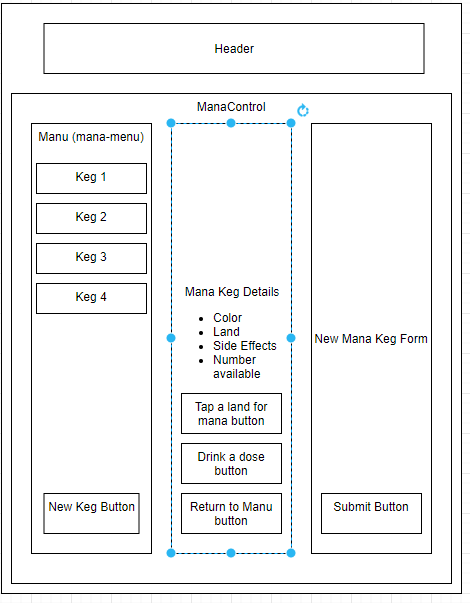 Header
ManaControl
Manu (mana-menu)
Keg 1
Keg 2
Keg 3
Keg 4
New Keg Button
Mana Keg Details
Color
Land
Side Effects
Number
available
Tap a land for
mana button
Drink a dose
button
Return to Manu
button
New Mana Keg Form
Submit Button